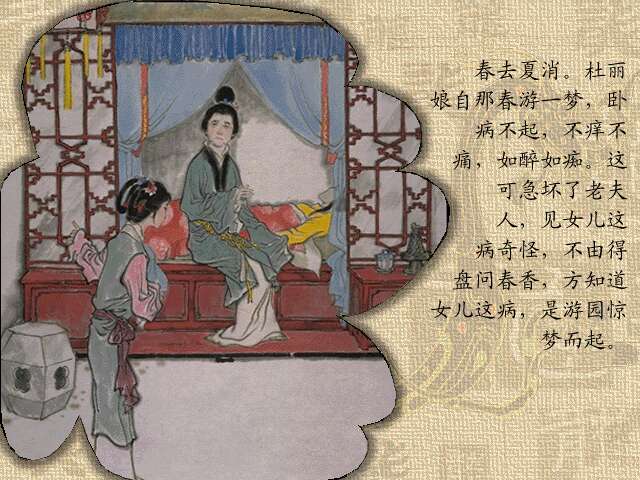 春去夏消。杜丽
娘自那春游一梦，卧
病不起，不痒不
痛，如醉如痴。这
可急坏了老夫
人，见女儿这
病奇怪，不由得
盘问春香，方知道
女儿这病，是游园惊
梦而起。